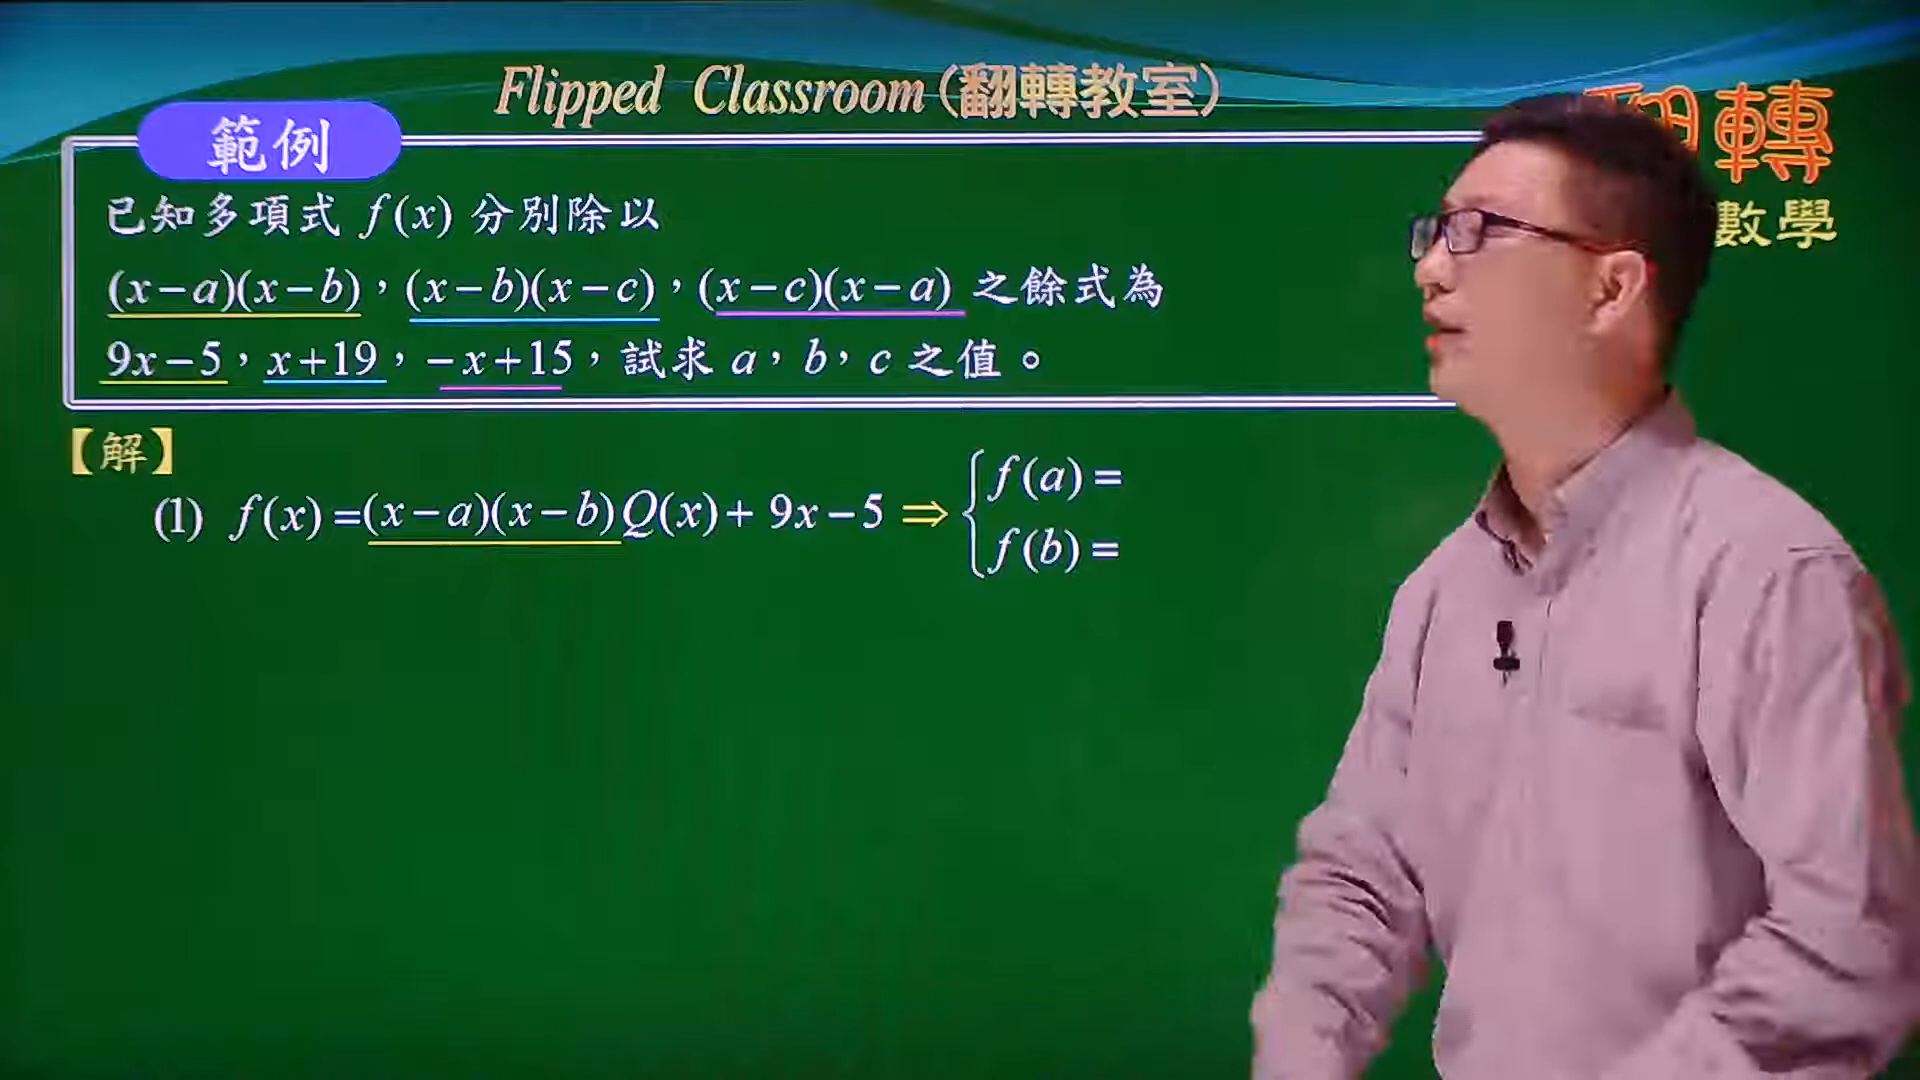 Flipped Classroom(翻轉教室)
轉
數學
範例
已知多項式 f(x) 分別除以
(x−a)(x−b),(x−b)(x−c),(x−c)(x−a) 之餘式為
9x−5,x+19,−x+15,試求 a,b,c 之值。
【解】
(1) f(x)=(x−a)(x−b)Q(x)+ 9x−5 ⇒ { f(a)=
f(b)=